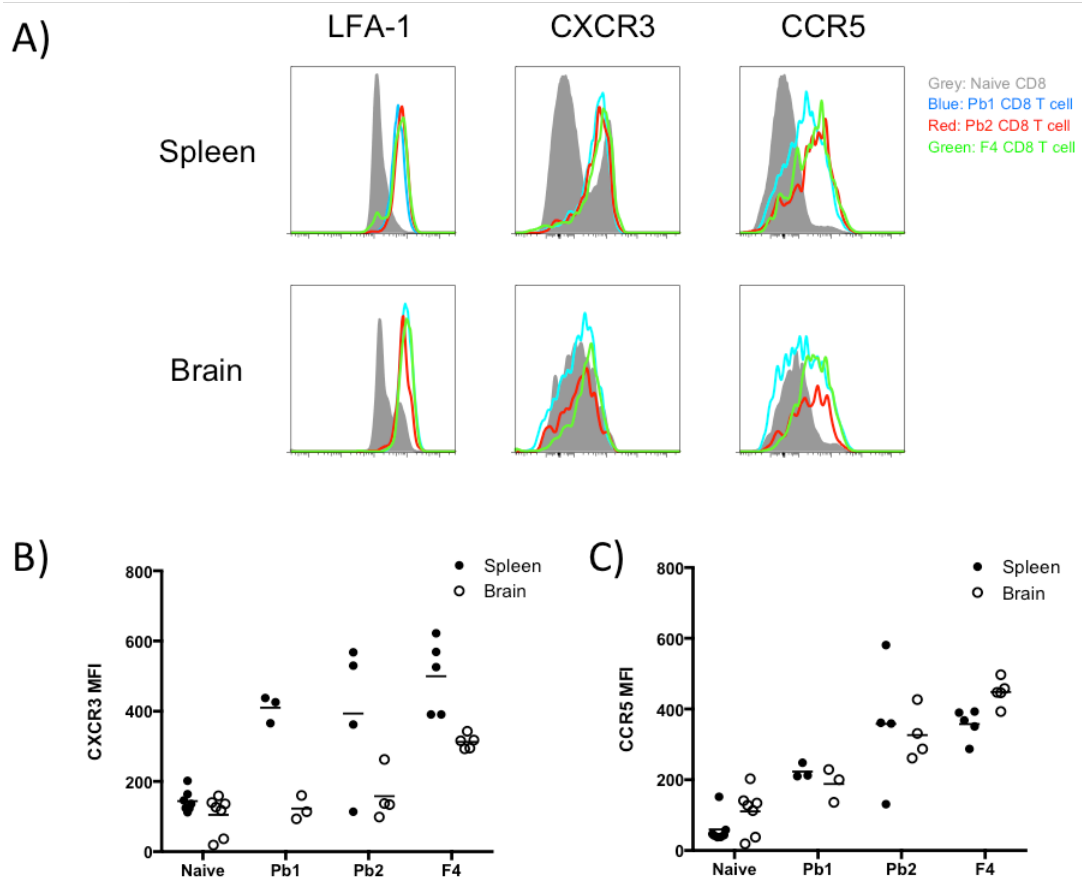 A)
LFA-1 CXCR3 CCR5
Grey: Naive CD8
Blue: Pb1 CD8 T cell
Red: Pb2 CD8 T cell
Green: F4 CD8 T cell
Spleen
Brain
B)
Spleen
Brain
800
600
400
200
0
CXCR3 MFI
Naive Pb1 Pb2 F4
C)
Spleen
Brain
800
600
400
200
0
CCR5 MFI
Naive Pb1 Pb2 F4